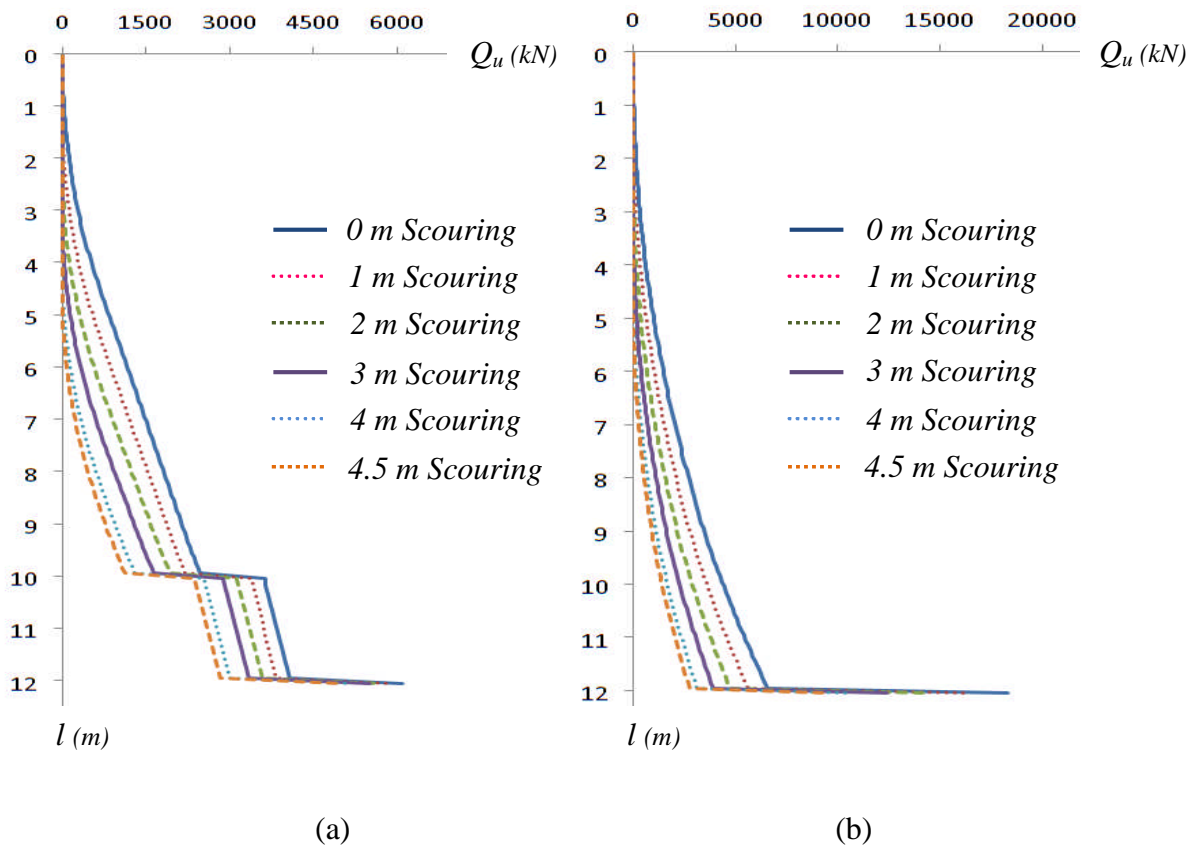 0 1500 3000 4500 6000
Q_u (kN)
0
1
2
3
4
5
6
7
8
9
10
11
12
l (m)
0 m Scouring
1 m Scouring
2 m Scouring
3 m Scouring
4 m Scouring
4.5 m Scouring
(a)
0 5000 10000 15000 20000
Q_u (kN)
0
1
2
3
4
5
6
7
8
9
10
11
12
l (m)
0 m Scouring
1 m Scouring
2 m Scouring
3 m Scouring
4 m Scouring
4.5 m Scouring
(b)